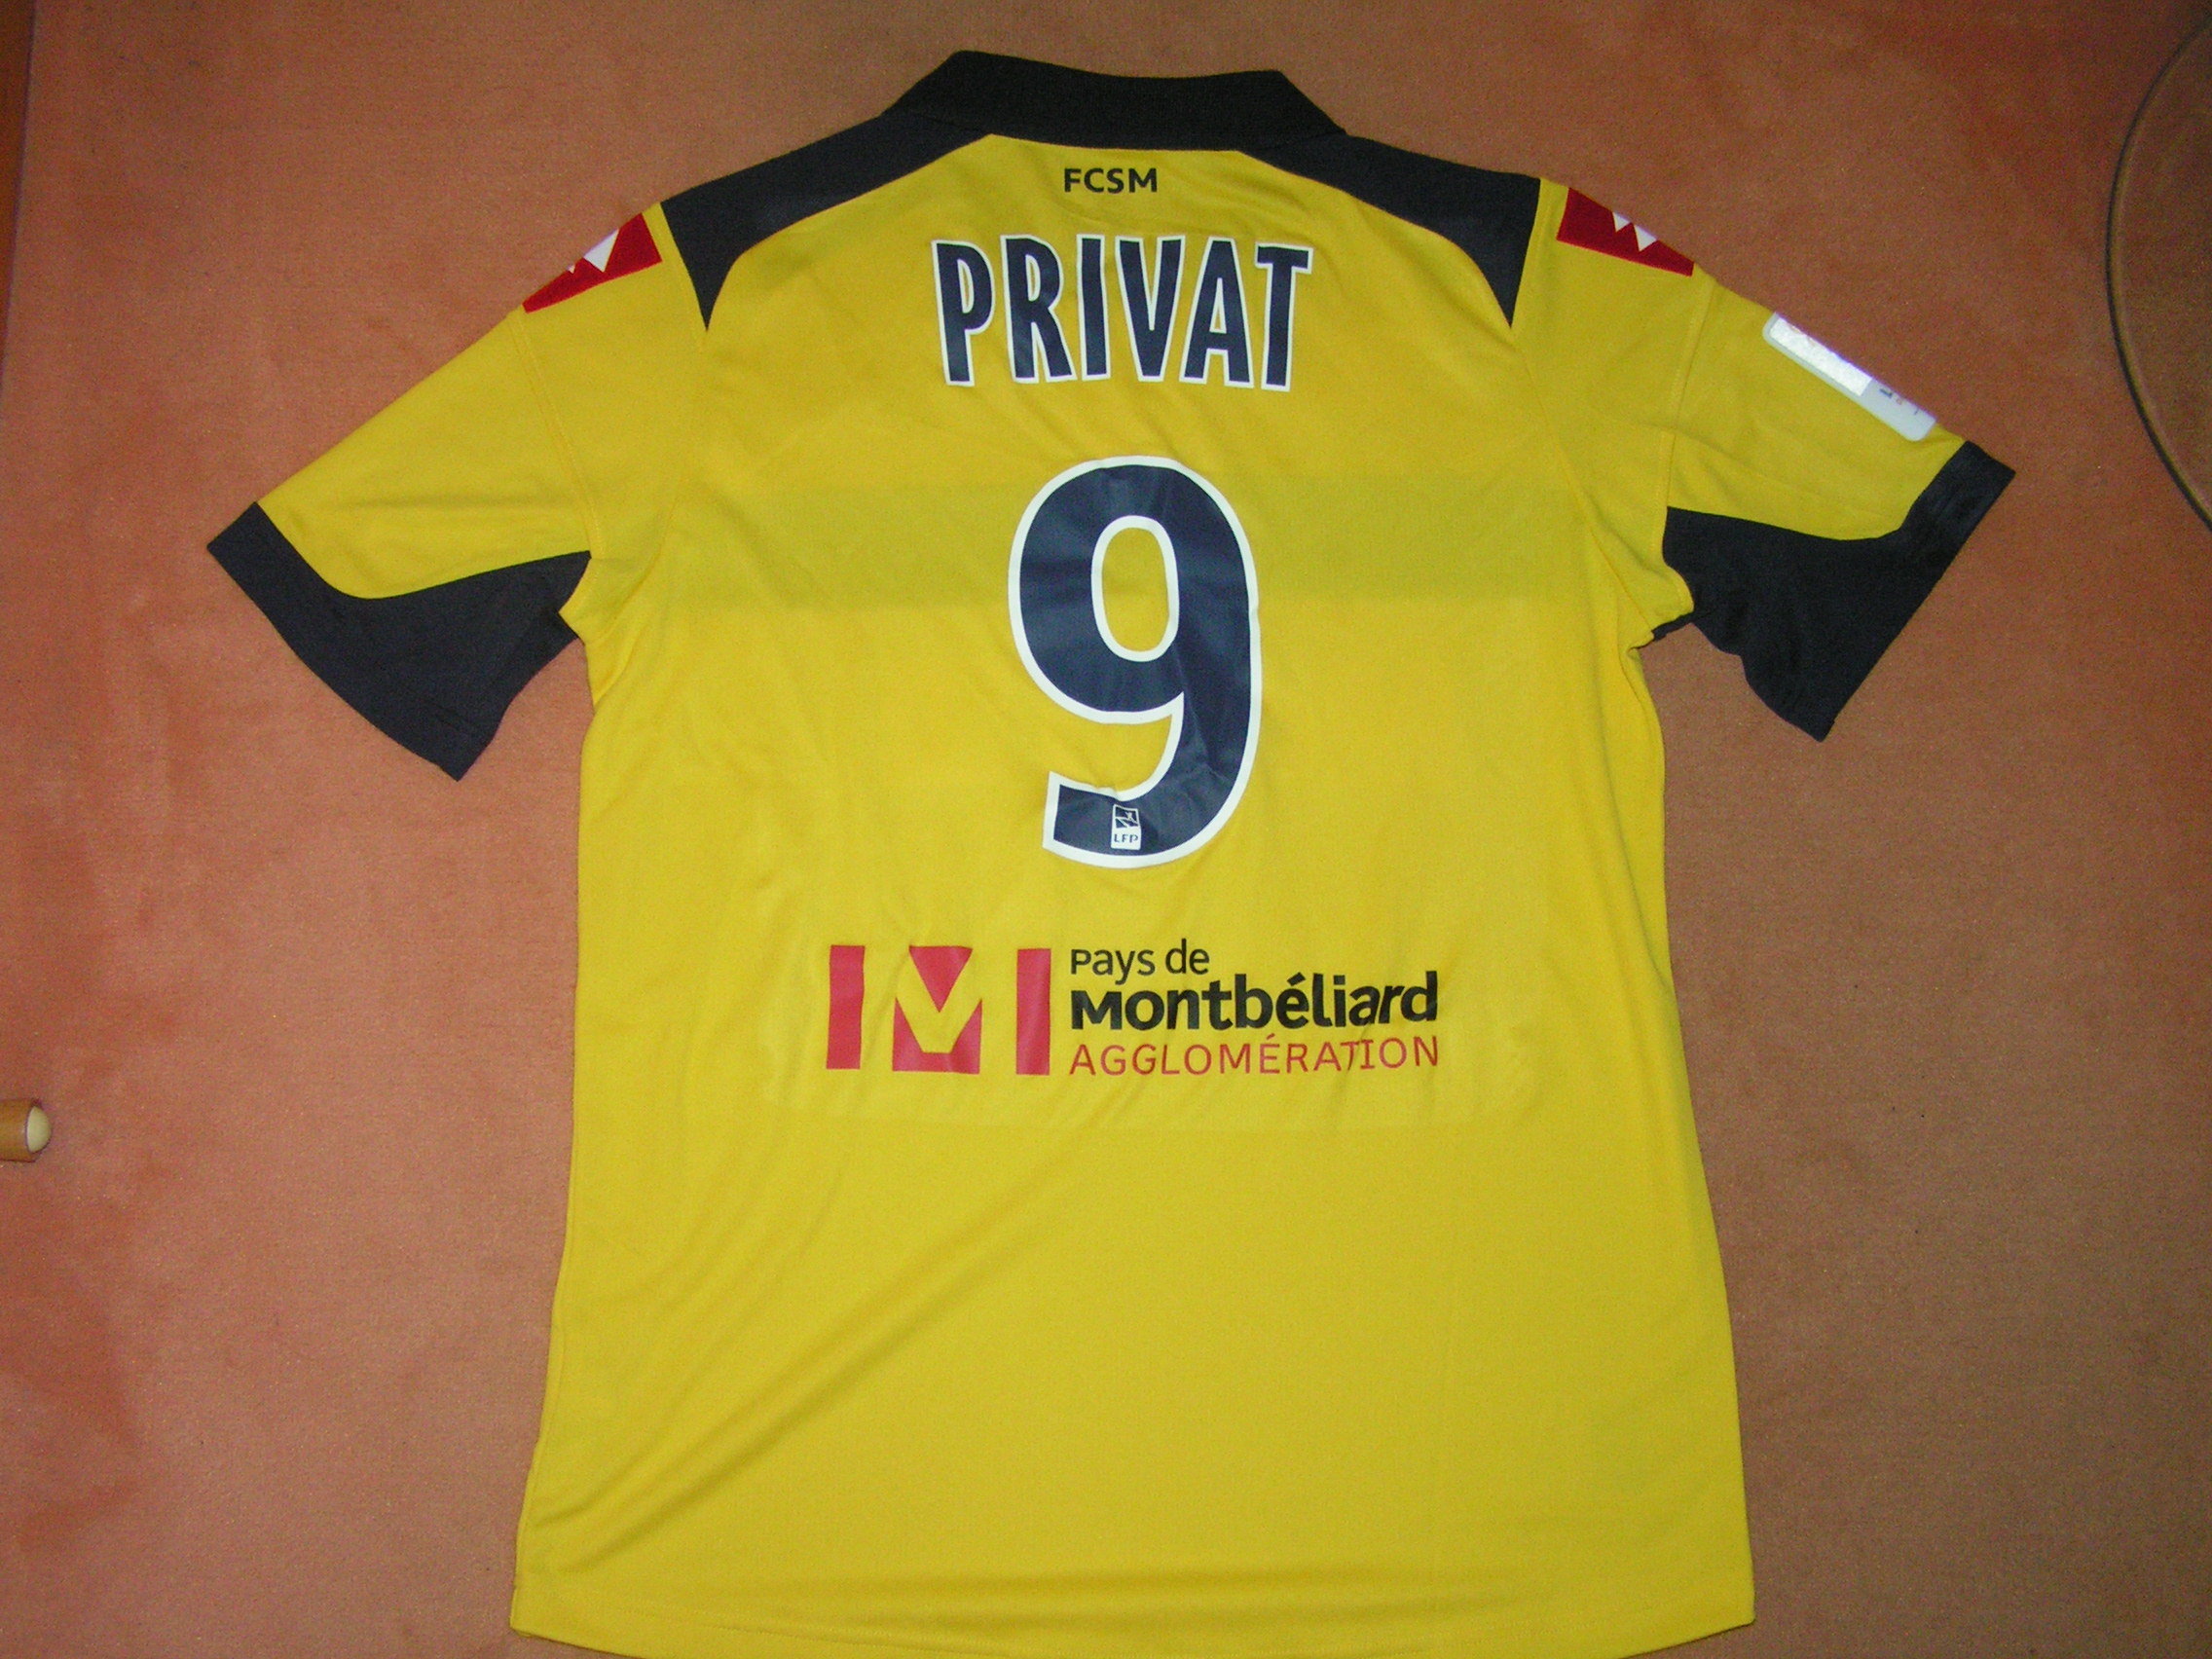 FCSM
PRIVAT
9
LFP
Pays de
Montbéliard
AGGLOMÉRATION